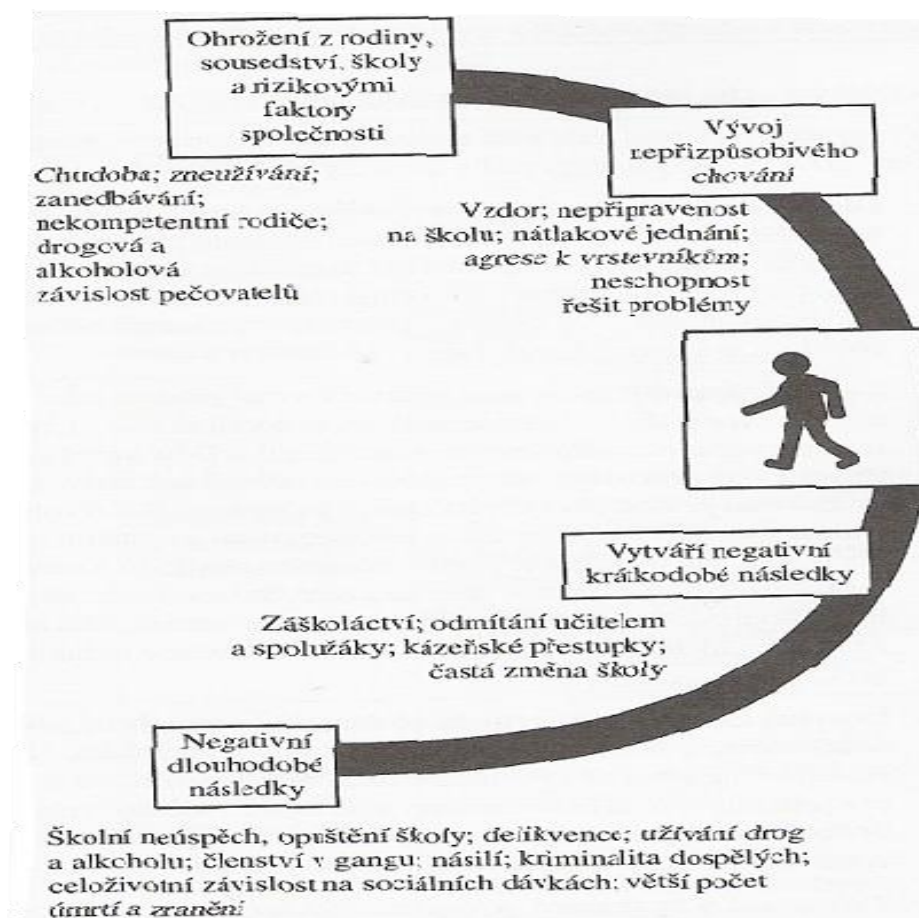 Ohrožení z rodiny,
sousedství, školy
a rizikovými
faktory
společnosti
Chudoba; zneužívání;
zanedbávání;
nekompetentní rodiče;
drogová a
alkoholová
závislost pečovatelů
Vývoj
nepřizpůsobivého
chování
Vzdor; nepřipravenost
na školu; nátlakové jednání;
agrese k vrstevníkům;
neschopnost
řešit problémy
Vytváří negativní
krátkodobé následky
Záškoláctví; odmítání učitelem
a spolužáky; kázeňské přestupky;
častá změna školy
Negativní
dlouhodobé
následky
Školní neúspěch, opuštění školy; delikvence; užívání drog
a alkoholu; členství v gangu; násilí; kriminalita dospělých;
celoživotní závislost na sociálních dávkách; větší počet
úmrtí a zranění